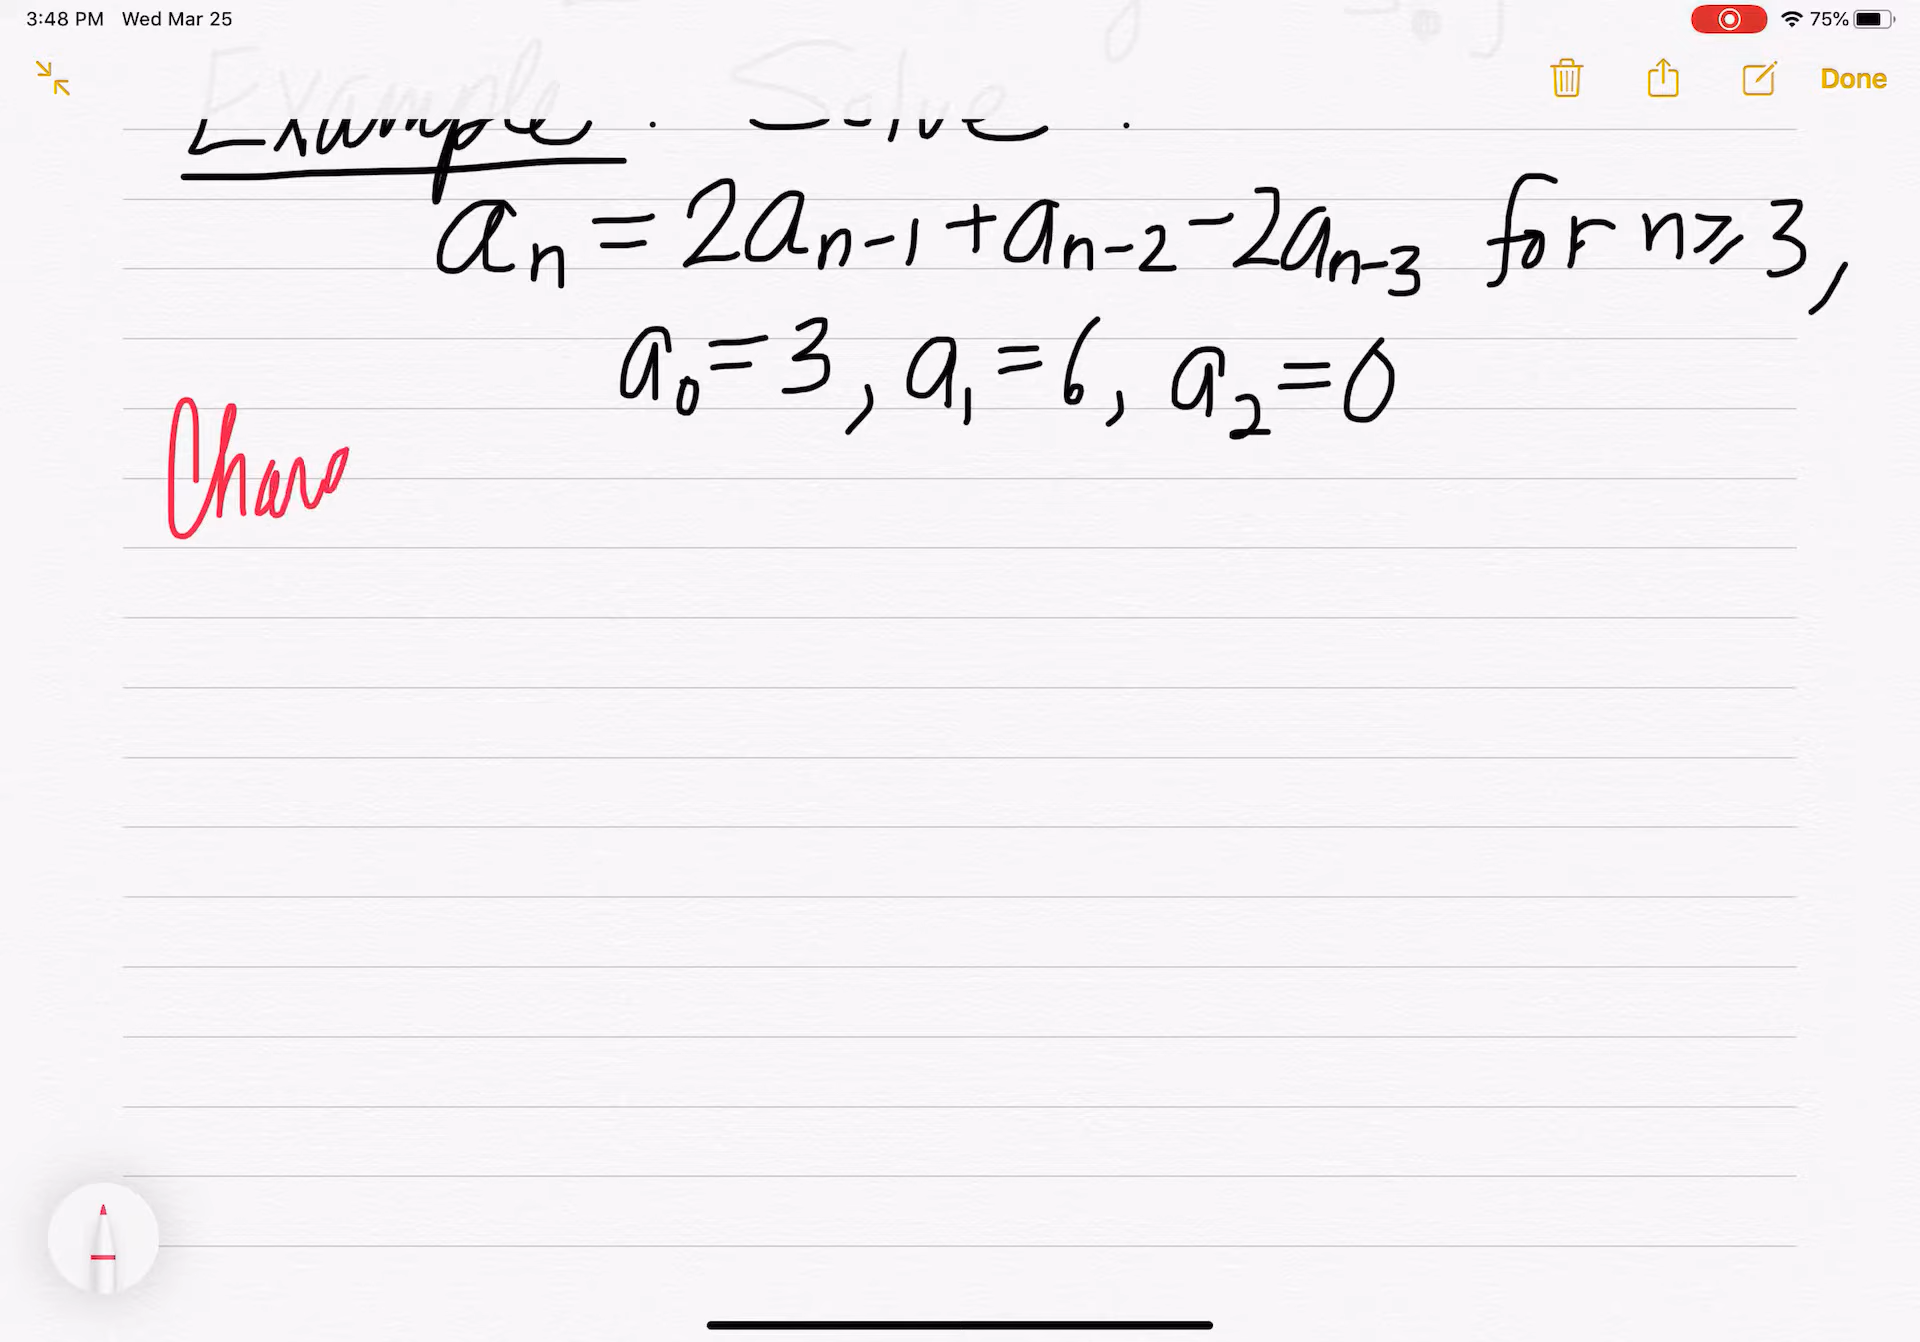 3:48 PM Wed Mar 25 75%
Done
Example. Solve.
aₙ = 2aₙ₋₁ + aₙ₋₂ − 2aₙ₋₃ for n ⩾ 3,
a₀ = 3, a₁ = 6, a₂ = 0
Chara